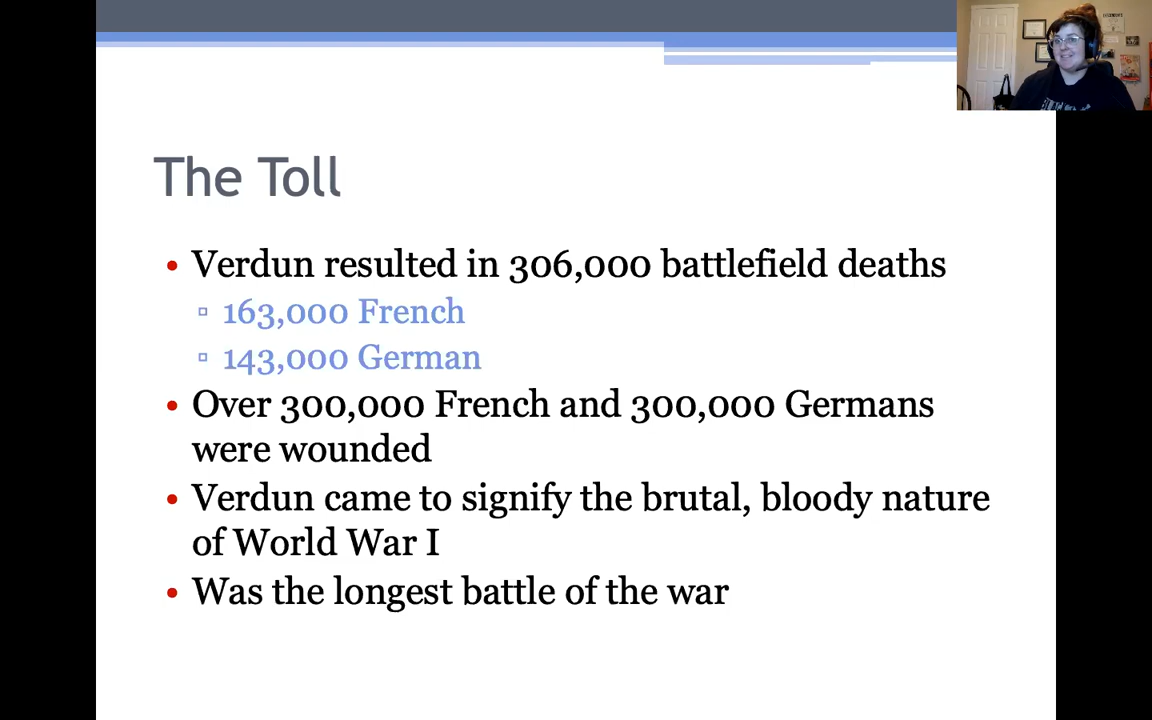 The Toll
• Verdun resulted in 306,000 battlefield deaths
▫ 163,000 French
▫ 143,000 German
• Over 300,000 French and 300,000 Germans
were wounded
• Verdun came to signify the brutal, bloody nature
of World War I
• Was the longest battle of the war